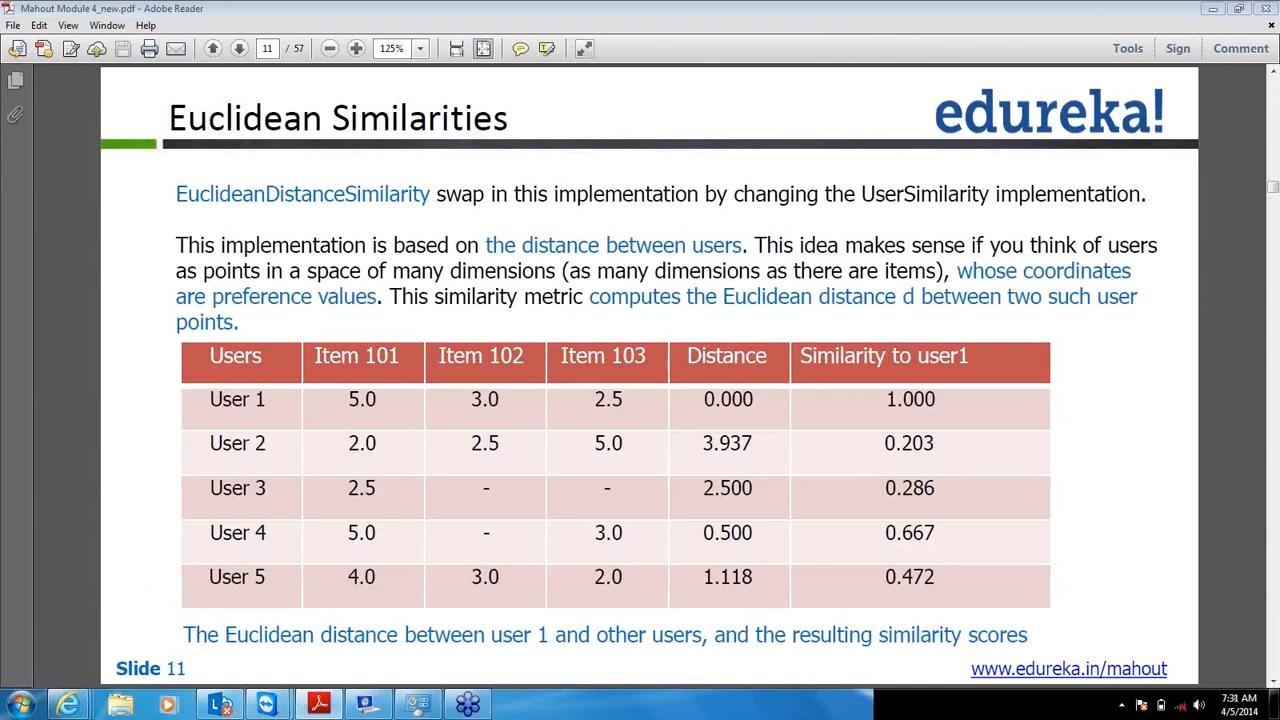 Mahout Module 4_new.pdf - Adobe Reader
File Edit View Window Help
11 / 57 125% Tools Sign Comment
Euclidean Similarities
edureka!
EuclideanDistanceSimilarity swap in this implementation by changing the UserSimilarity implementation.
This implementation is based on the distance between users. This idea makes sense if you think of users
as points in a space of many dimensions (as many dimensions as there are items), whose coordinates
are preference values. This similarity metric computes the Euclidean distance d between two such user
points.
Users Item 101 Item 102 Item 103 Distance Similarity to user1
User 1 5.0 3.0 2.5 0.000 1.000
User 2 2.0 2.5 5.0 3.937 0.203
User 3 2.5 - - 2.500 0.286
User 4 5.0 - 3.0 0.500 0.667
User 5 4.0 3.0 2.0 1.118 0.472
The Euclidean distance between user 1 and other users, and the resulting similarity scores
Slide 11 www.edureka.in/mahout
7:31 AM
4/5/2014